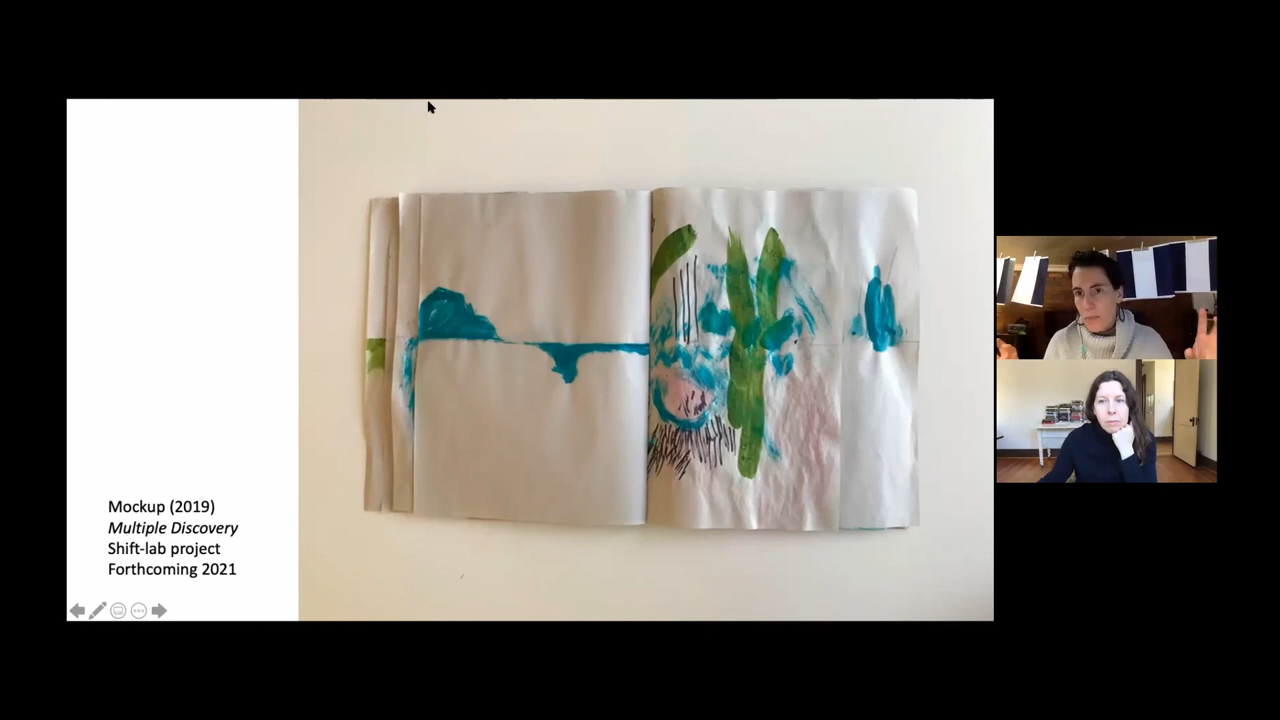 Mockup (2019)
Multiple Discovery
Shift-lab project
Forthcoming 2021